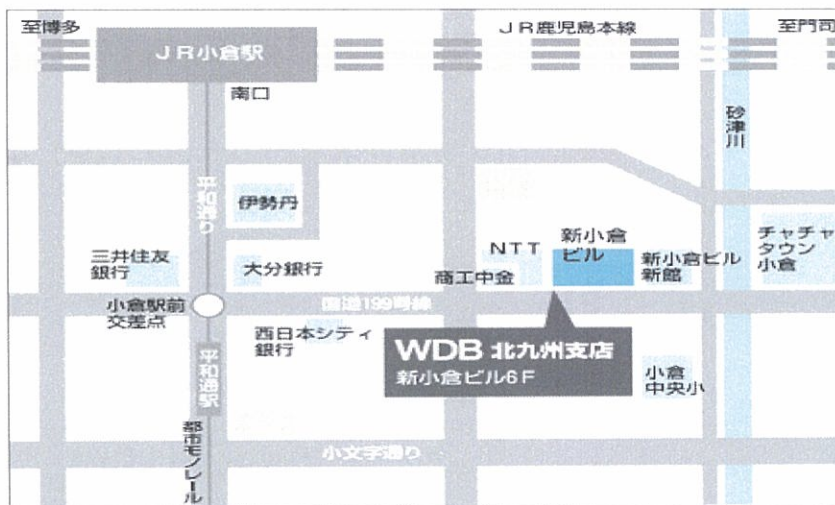 至博多
JR鹿児島本線
至門司
JR小倉駅
南口
砂津川
平和通り
伊勢丹
新小倉
ビル
NTT
チャチャ
タウン
小倉
三井住友
銀行
大分銀行
商工中金
新小倉ビル
新館
小倉駅前
交差点
国道199号線
西日本シティ
銀行
WDB 北九州支店
新小倉ビル6F
平和通駅
小倉
中央小
都市モノレール
小文字通り